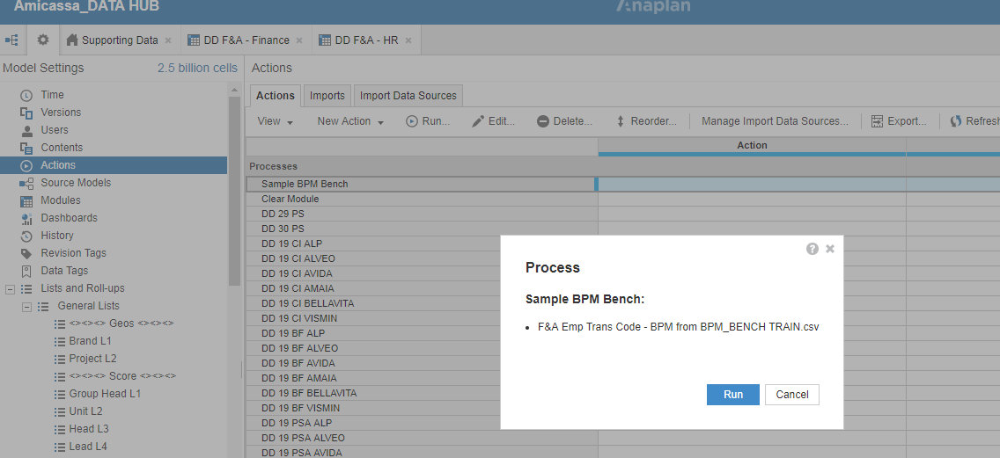 Amicassa_DATA HUB
Anaplan
Supporting Data × DD F&A - Finance × DD F&A - HR ×
Model Settings 2.5 billion cells Actions
Time
Versions
Users
Contents
Actions
Source Models
Modules
Dashboards
History
Revision Tags
Data Tags
Lists and Roll-ups
General Lists
<><><> Geos <><><>
Brand L1
Project L2
<><><> Score <><><>
Group Head L1
Unit L2
Head L3
Lead L4
Actions Imports Import Data Sources
View New Action Run... Edit... Delete... Reorder... Manage Import Data Sources... Export... Refresh
Action
Processes
Sample BPM Bench
Clear Module
DD 29 PS
DD 30 PS
DD 19 CI ALP
DD 19 CI ALVEO
DD 19 CI AVIDA
DD 19 CI AMAIA
DD 19 CI BELLAVITA
DD 19 CI VISMIN
DD 19 BF ALP
DD 19 BF ALVEO
DD 19 BF AVIDA
DD 19 BF AMAIA
DD 19 BF BELLAVITA
DD 19 BF VISMIN
DD 19 PSA ALP
DD 19 PSA ALVEO
DD 19 PSA AVIDA
? ×
Process
Sample BPM Bench:
• F&A Emp Trans Code - BPM from BPM_BENCH TRAIN.csv
Run Cancel